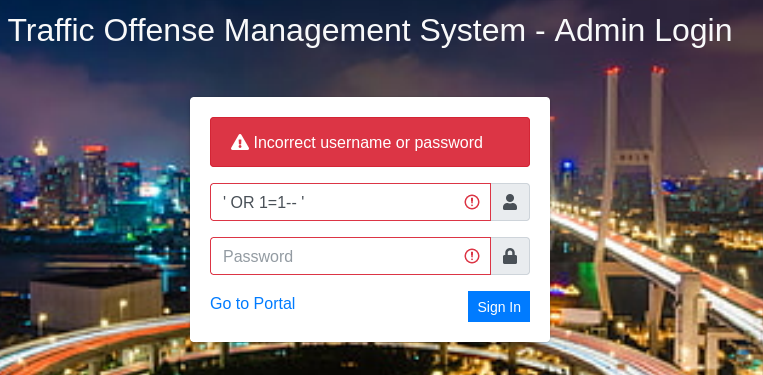 Traffic Offense Management System - Admin Login
Incorrect username or password
' OR 1=1-- '
Password
Go to Portal
Sign In